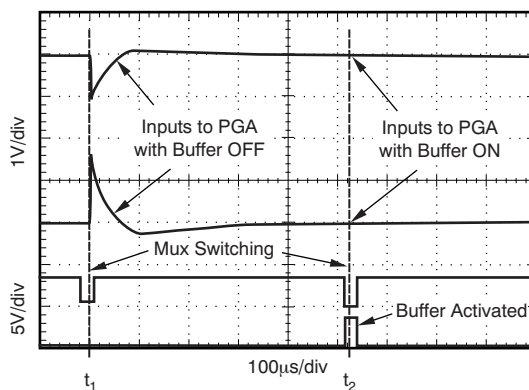 1V/div
Inputs to PGA
with Buffer OFF
Inputs to PGA
with Buffer ON
Mux Switching
5V/div
Buffer Activated
100µs/div
t1
t2